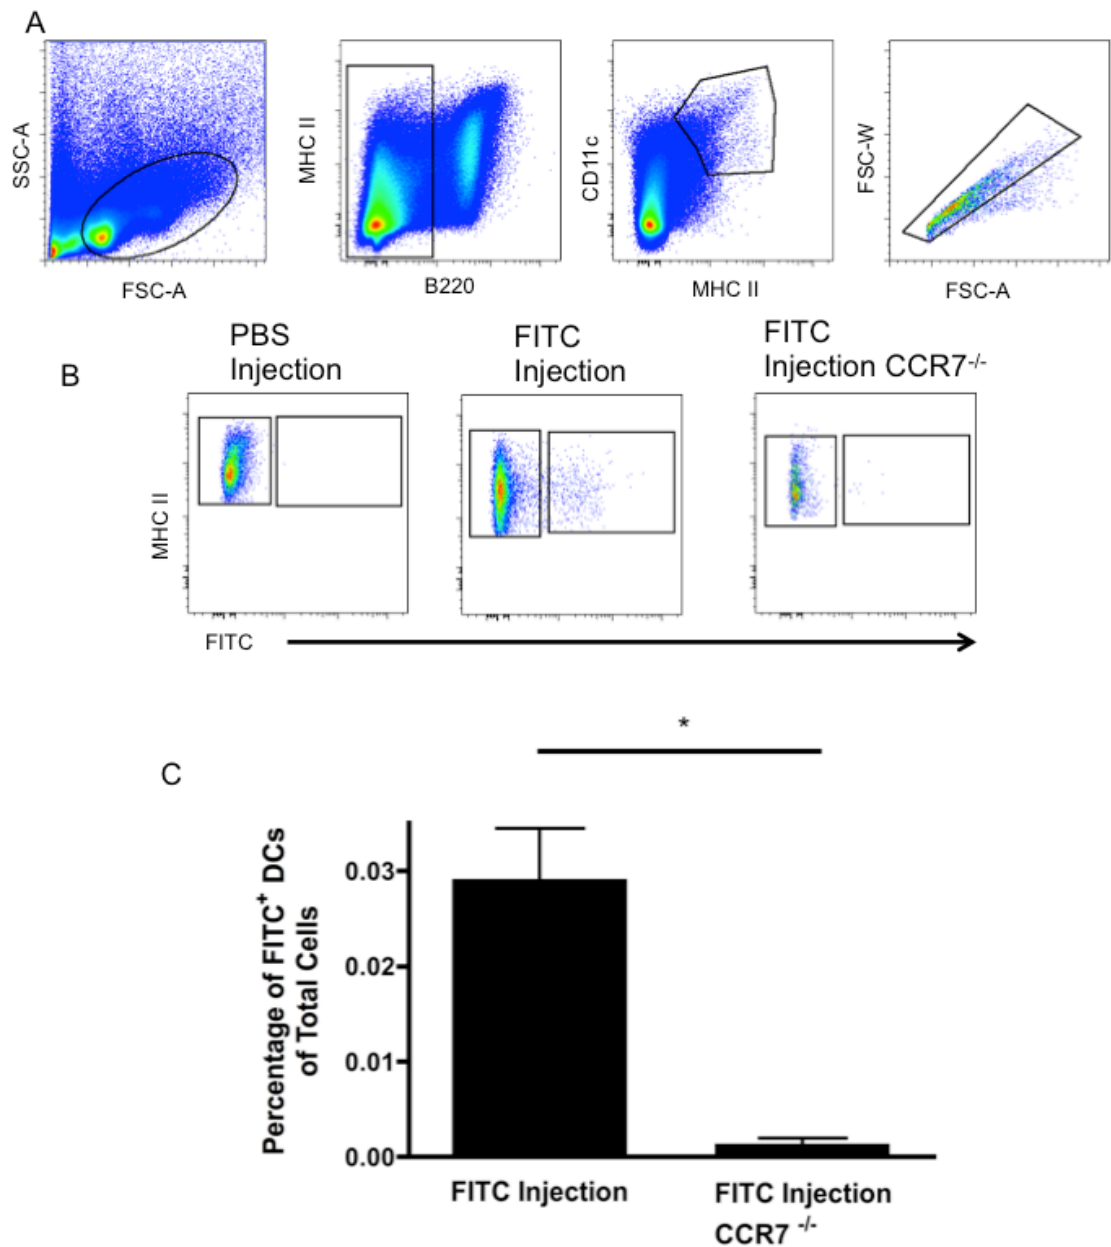 A
SSC-A
FSC-A
MHC II
B220
CD11c
MHC II
FSC-W
FSC-A
B
PBS
Injection
FITC
Injection
FITC
Injection CCR7-/-
MHC II
FITC
*
C
Percentage of FITC+ DCs
of Total Cells
0.03
0.02
0.01
0.00
FITC Injection
FITC Injection
CCR7 -/-